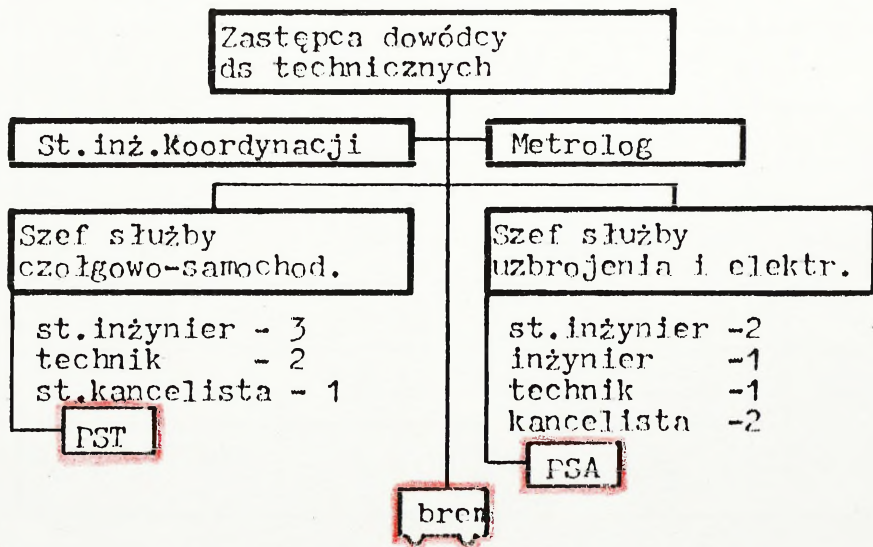 Zastępca dowódcy
ds technicznych
St.inż.koordynacji
Metrolog
Szef służby
czołgowo-samochod.
st.inżynier - 3
technik - 2
st.kancelista - 1
PST
Szef służby
uzbrojenia i elektr.
st.inżynier -2
inżynier -1
technik -1
kancelista -2
PSA
brem